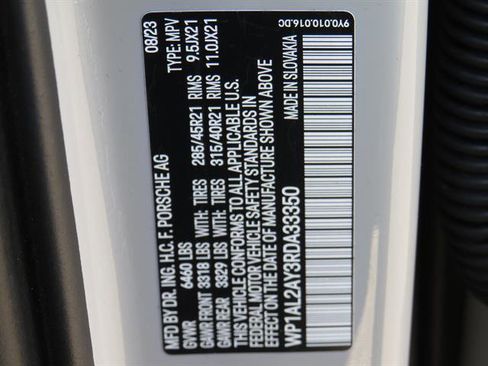 MFD BY DR. ING. H.C. F. PORSCHE AG 08/23
GVWR 6460 LBS TYPE: MPV
GAWR FRONT 3318 LBS WITH: TIRES 285/45R21 RIMS 9.5JX21
GAWR REAR 3329 LBS WITH: TIRES 315/40R21 RIMS 11.0JX21
THIS VEHICLE CONFORMS TO ALL APPLICABLE U.S.
FEDERAL MOTOR VEHICLE SAFETY STANDARDS IN
EFFECT ON THE DATE OF MANUFACTURE SHOWN ABOVE
WP1AL2AY3RDA33350 MADE IN SLOVAKIA
9Y0.010.016.DC